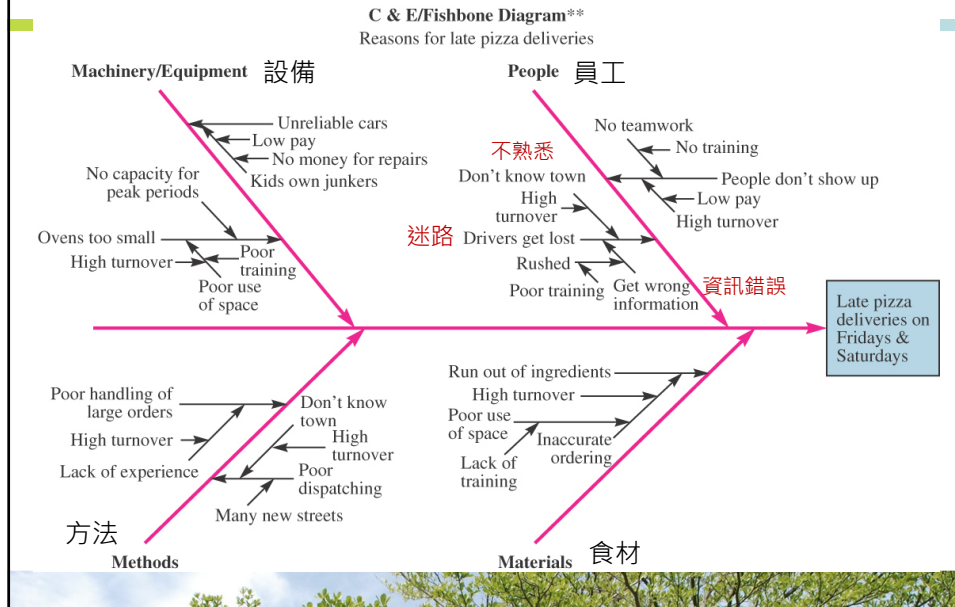 C & E/Fishbone Diagram**
Reasons for late pizza deliveries
Machinery/Equipment 設備
Unreliable cars
Low pay
No money for repairs
Kids own junkers
No capacity for
peak periods
Ovens too small
High turnover
Poor
training
Poor use
of space
People 員工
No teamwork
No training
People don't show up
Low pay
High turnover
不熟悉
Don't know town
High
turnover
迷路 Drivers get lost
Rushed
Poor training
Get wrong
information
資訊錯誤
Late pizza
deliveries on
Fridays &
Saturdays
Poor handling of
large orders
High turnover
Lack of experience
Don't know
town
High
turnover
Poor
dispatching
Many new streets
方法
Methods
Run out of ingredients
High turnover
Poor use
of space
Inaccurate
ordering
Lack of
training
Materials 食材